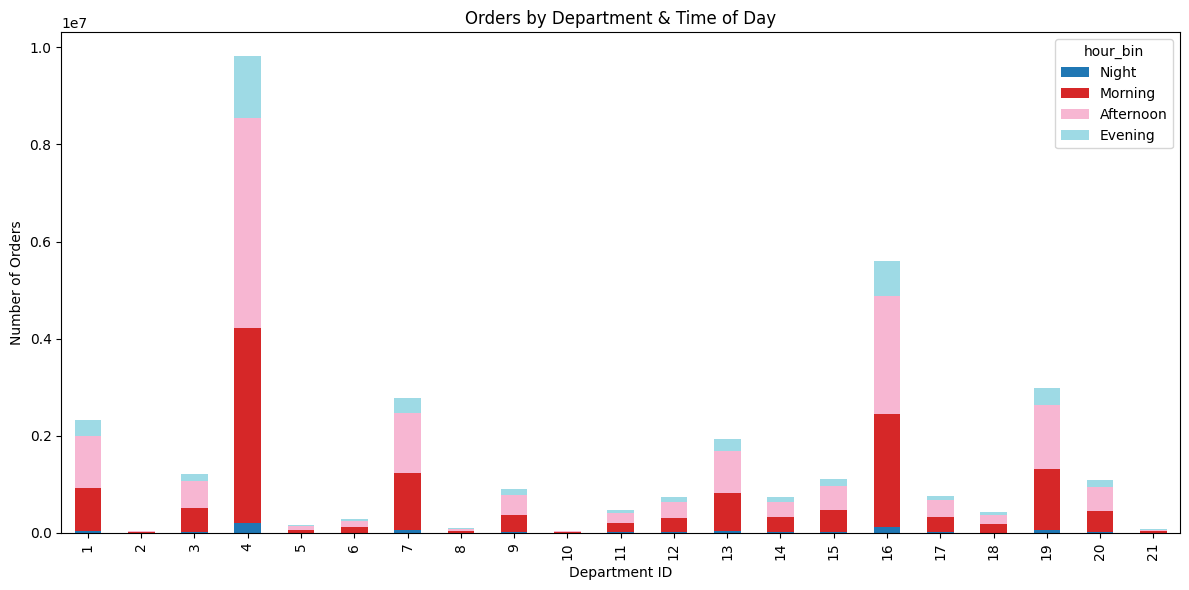 Orders by Department & Time of Day
1e7
1.0
0.8
0.6
0.4
0.2
0.0
Number of Orders
hour_bin
Night
Morning
Afternoon
Evening
1 2 3 4 5 6 7 8 9 10 11 12 13 14 15 16 17 18 19 20 21
Department ID